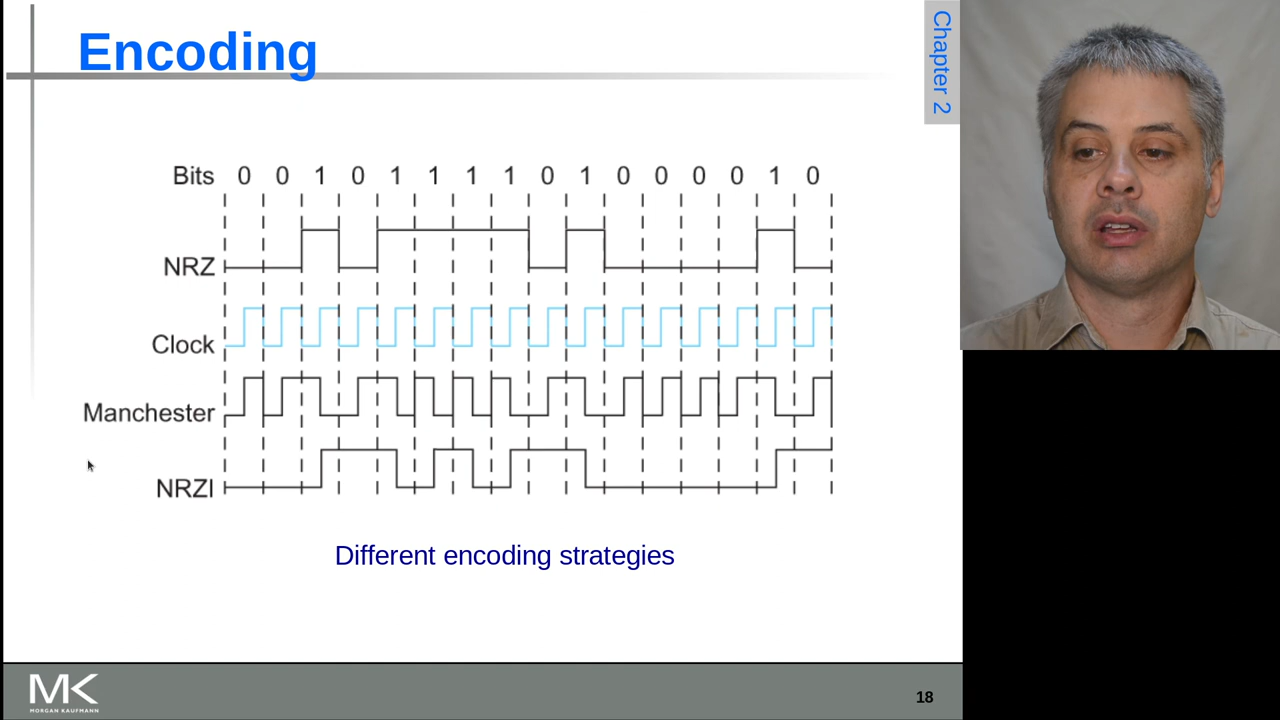 Encoding
Chapter 2
Bits 0 0 1 0 1 1 1 1 0 1 0 0 0 0 1 0
NRZ
Clock
Manchester
NRZI
Different encoding strategies
MK
MORGAN KAUFMANN
18